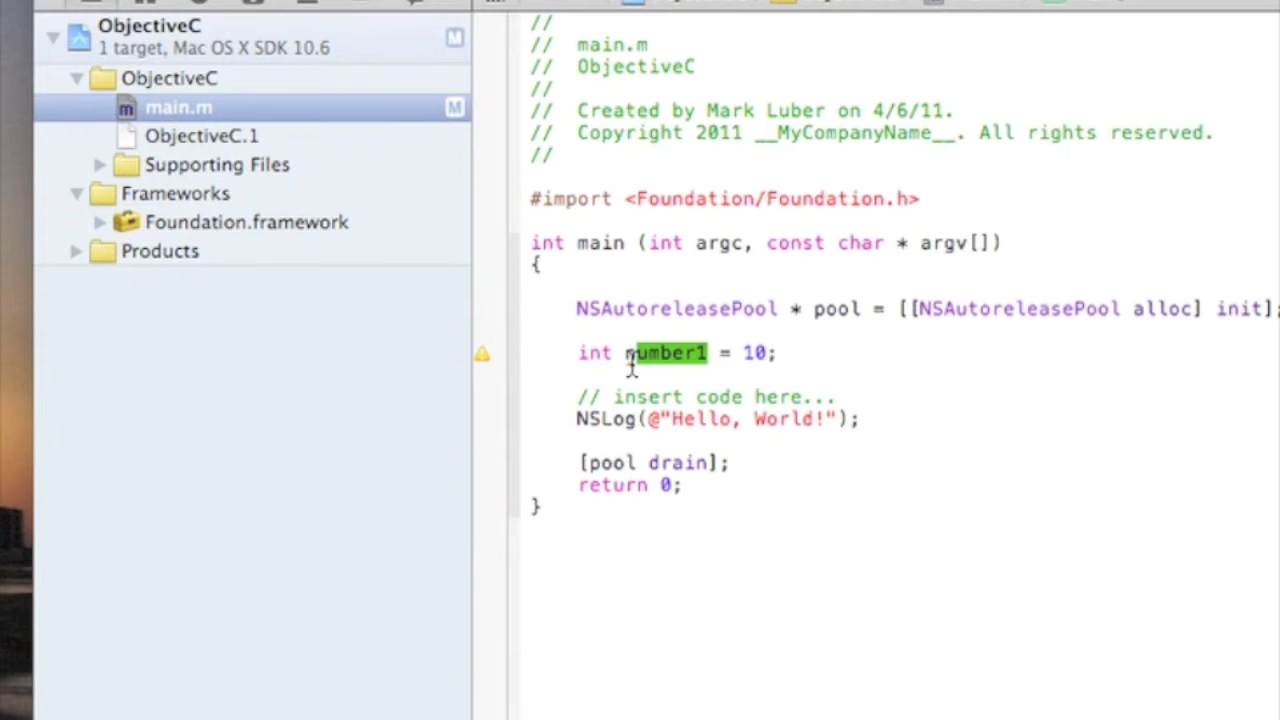 ObjectiveC
1 target, Mac OS X SDK 10.6
M
ObjectiveC
main.m
M
ObjectiveC.1
Supporting Files
Frameworks
Foundation.framework
Products
//
//  main.m
//  ObjectiveC
//
//  Created by Mark Luber on 4/6/11.
//  Copyright 2011 __MyCompanyName__. All rights reserved.
//
#import <Foundation/Foundation.h>
int main (int argc, const char * argv[])
{
NSAutoreleasePool * pool = [[NSAutoreleasePool alloc] init];
int number1 = 10;
// insert code here...
NSLog(@"Hello, World!");
[pool drain];
return 0;
}